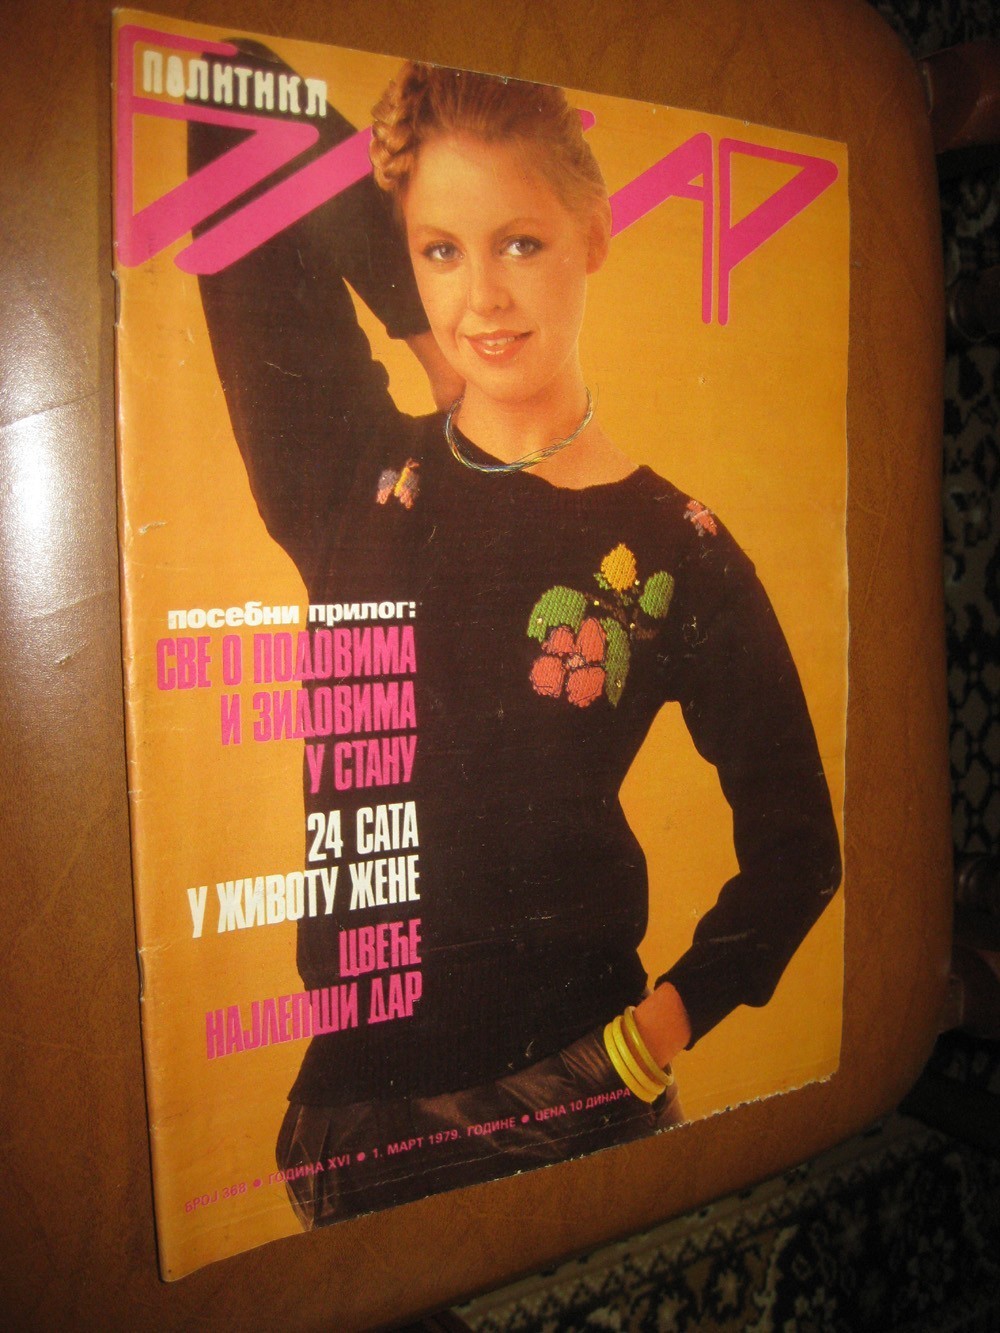 ПОЛИТИКА
БАЗАР
посебни прилог:
СВЕ О ПОДОВИМА
И ЗИДОВИМА
У СТАНУ
24 САТА
У ЖИВОТУ ЖЕНЕ
ЦВЕЋЕ
НАЈЛЕПШИ ДАР
БРОЈ 368 • ГОДИНА XVI • 1. МАРТ 1979. ГОДИНЕ • ЦЕНА 10 ДИНАРА